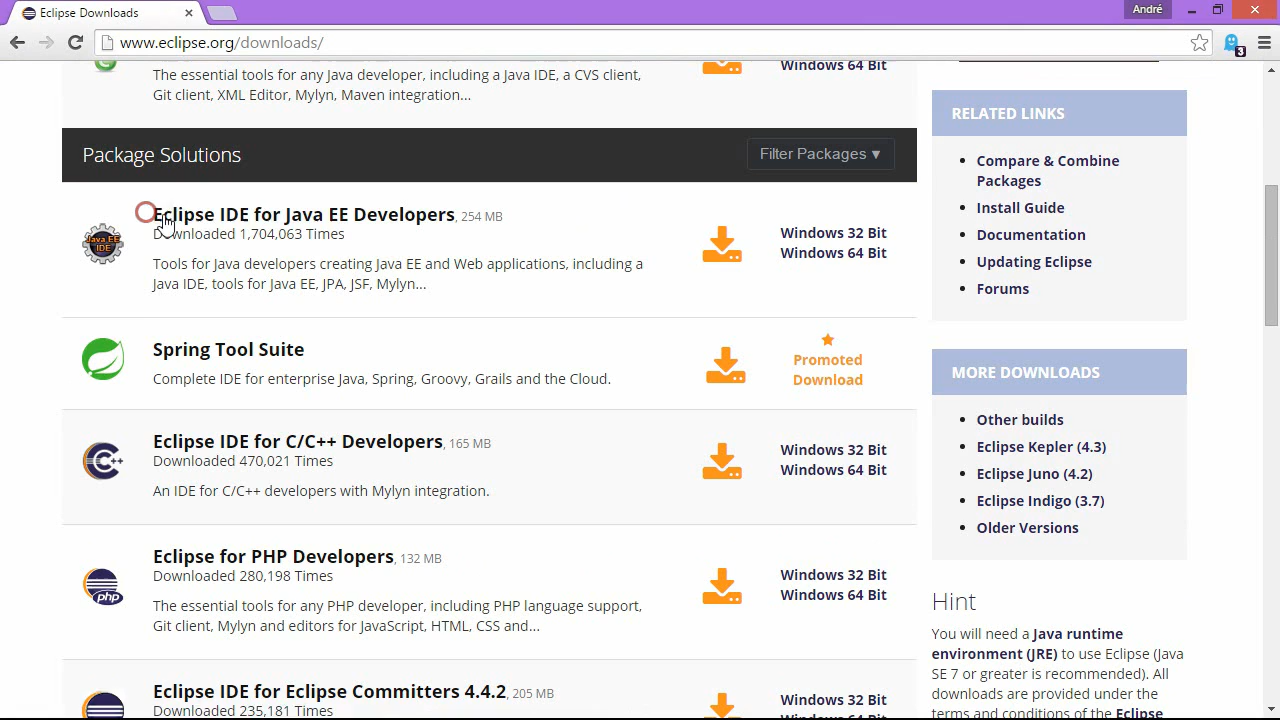 Eclipse Downloads
André
www.eclipse.org/downloads/
3
The essential tools for any Java developer, including a Java IDE, a CVS client,
Git client, XML Editor, Mylyn, Maven integration...
Windows 64 Bit
Package Solutions
Filter Packages ▾
Java EE
IDE
Eclipse IDE for Java EE Developers, 254 MB
Downloaded 1,704,063 Times
Tools for Java developers creating Java EE and Web applications, including a
Java IDE, tools for Java EE, JPA, JSF, Mylyn...
Windows 32 Bit
Windows 64 Bit
Spring Tool Suite
Complete IDE for enterprise Java, Spring, Groovy, Grails and the Cloud.
Promoted
Download
C++
Eclipse IDE for C/C++ Developers, 165 MB
Downloaded 470,021 Times
An IDE for C/C++ developers with Mylyn integration.
Windows 32 Bit
Windows 64 Bit
php
Eclipse for PHP Developers, 132 MB
Downloaded 280,198 Times
The essential tools for any PHP developer, including PHP language support,
Git client, Mylyn and editors for JavaScript, HTML, CSS and...
Windows 32 Bit
Windows 64 Bit
Eclipse IDE for Eclipse Committers 4.4.2, 205 MB
Downloaded 235,181 Times
Windows 32 Bit
Windows 64 Bit
RELATED LINKS
Compare & Combine
Packages
Install Guide
Documentation
Updating Eclipse
Forums
MORE DOWNLOADS
Other builds
Eclipse Kepler (4.3)
Eclipse Juno (4.2)
Eclipse Indigo (3.7)
Older Versions
Hint
You will need a Java runtime
environment (JRE) to use Eclipse (Java
SE 7 or greater is recommended). All
downloads are provided under the
terms and conditions of the Eclipse